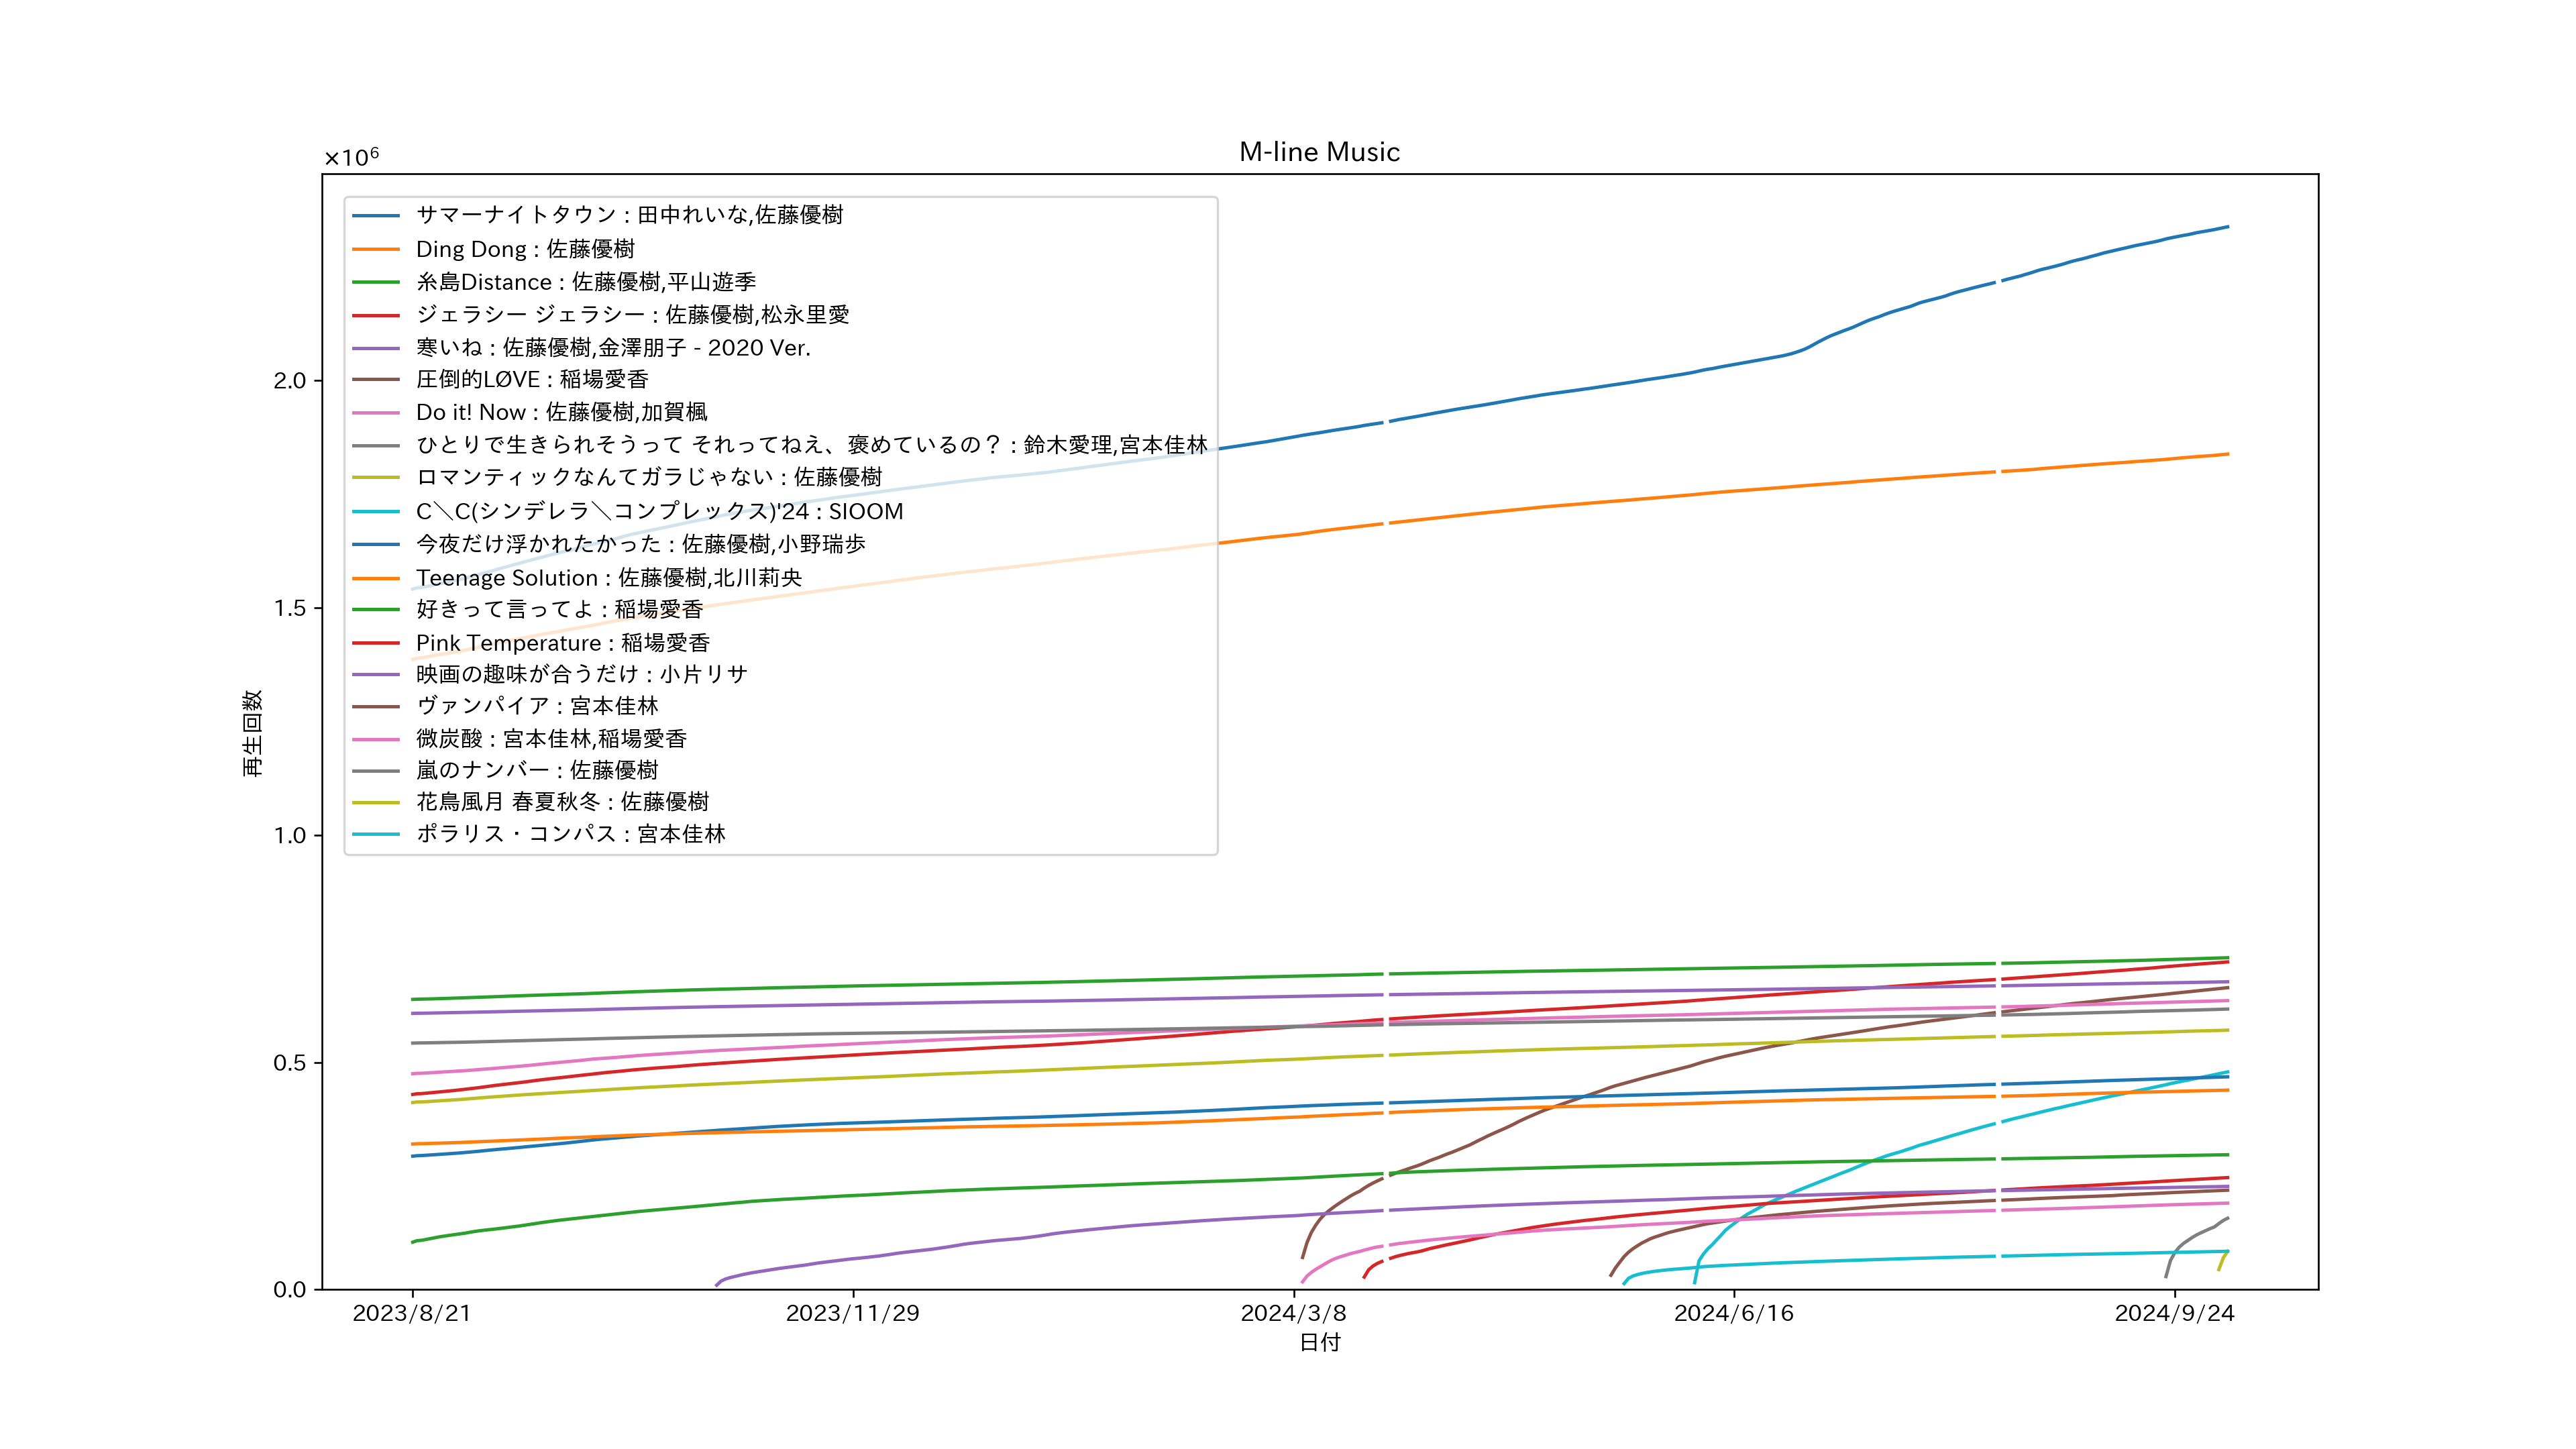 M-line Music
×10⁶
サマーナイトタウン : 田中れいな,佐藤優樹
Ding Dong : 佐藤優樹
糸島Distance : 佐藤優樹,平山遊季
ジェラシー ジェラシー : 佐藤優樹,松永里愛
寒いね : 佐藤優樹,金澤朋子 - 2020 Ver.
圧倒的LØVE : 稲場愛香
Do it! Now : 佐藤優樹,加賀楓
ひとりで生きられそうって それってねえ、褒めているの？ : 鈴木愛理,宮本佳林
ロマンティックなんてガラじゃない : 佐藤優樹
C＼C(シンデレラ＼コンプレックス)'24 : SIOOM
今夜だけ浮かれたかった : 佐藤優樹,小野瑞歩
Teenage Solution : 佐藤優樹,北川莉央
好きって言ってよ : 稲場愛香
Pink Temperature : 稲場愛香
映画の趣味が合うだけ : 小片リサ
ヴァンパイア : 宮本佳林
微炭酸 : 宮本佳林,稲場愛香
嵐のナンバー : 佐藤優樹
花鳥風月 春夏秋冬 : 佐藤優樹
ポラリス・コンパス : 宮本佳林
再生回数
2.0
1.5
1.0
0.5
0.0
2023/8/21
2023/11/29
2024/3/8
2024/6/16
2024/9/24
日付